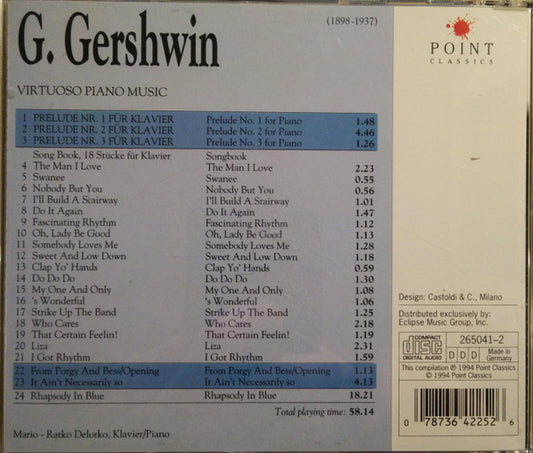 G. Gershwin
(1898-1937)
POINT
CLASSICS
VIRTUOSO PIANO MUSIC
1 PRELUDE NR. 1 FÜR KLAVIER Prelude No. 1 for Piano 1.48
2 PRELUDE NR. 2 FÜR KLAVIER Prelude No. 2 for Piano 4.46
3 PRELUDE NR. 3 FÜR KLAVIER Prelude No. 3 for Piano 1.26
Song Book, 18 Stücke für Klavier Songbook
4 The Man I Love The Man I Love 2.23
5 Swanee Swanee 0.55
6 Nobody But You Nobody But You 0.56
7 I'll Build A Stairway I'll Build A Stairway 1.01
8 Do It Again Do It Again 1.47
9 Fascinating Rhythm Fascinating Rhythm 1.12
10 Oh, Lady Be Good Oh, Lady Be Good 1.13
11 Somebody Loves Me Somebody Loves Me 1.28
12 Sweet And Low Down Sweet And Low Down 1.18
13 Clap Yo' Hands Clap Yo' Hands 0.59
14 Do Do Do Do Do Do 1.30
15 My One And Only My One And Only 1.08
16 's Wonderful 's Wonderful 1.06
17 Strike Up The Band Strike Up The Band 1.25
18 Who Cares Who Cares 2.18
19 That Certain Feelin! That Certain Feelin! 1.19
20 Liza Liza 2.31
21 I Got Rhythm I Got Rhythm 1.59
22 From Porgy And Bess/Opening From Porgy And Bess/Opening 1.13
23 It Ain't Necessarily so It Ain't Necessarily so 4.13
24 Rhapsody In Blue Rhapsody In Blue 18.21
Total playing time: 58.14
Mario - Ratko Delorko, Klavier/Piano
Design: Castoldi & C., Milano
Distributed exclusively by:
Eclipse Music Group, Inc.
COMPACT
disc
DIGITAL AUDIO
DDD
Made in
Germany
265041-2
This compilation ℗ 1994 Point Classics
© 1994 Point Classics
0 78736 42252 6